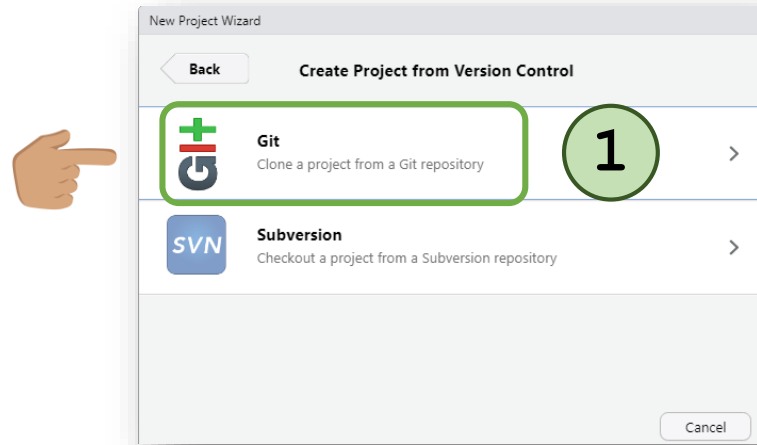 New Project Wizard
Back
Create Project from Version Control
git
Git
Clone a project from a Git repository
1
SVN
Subversion
Checkout a project from a Subversion repository
Cancel